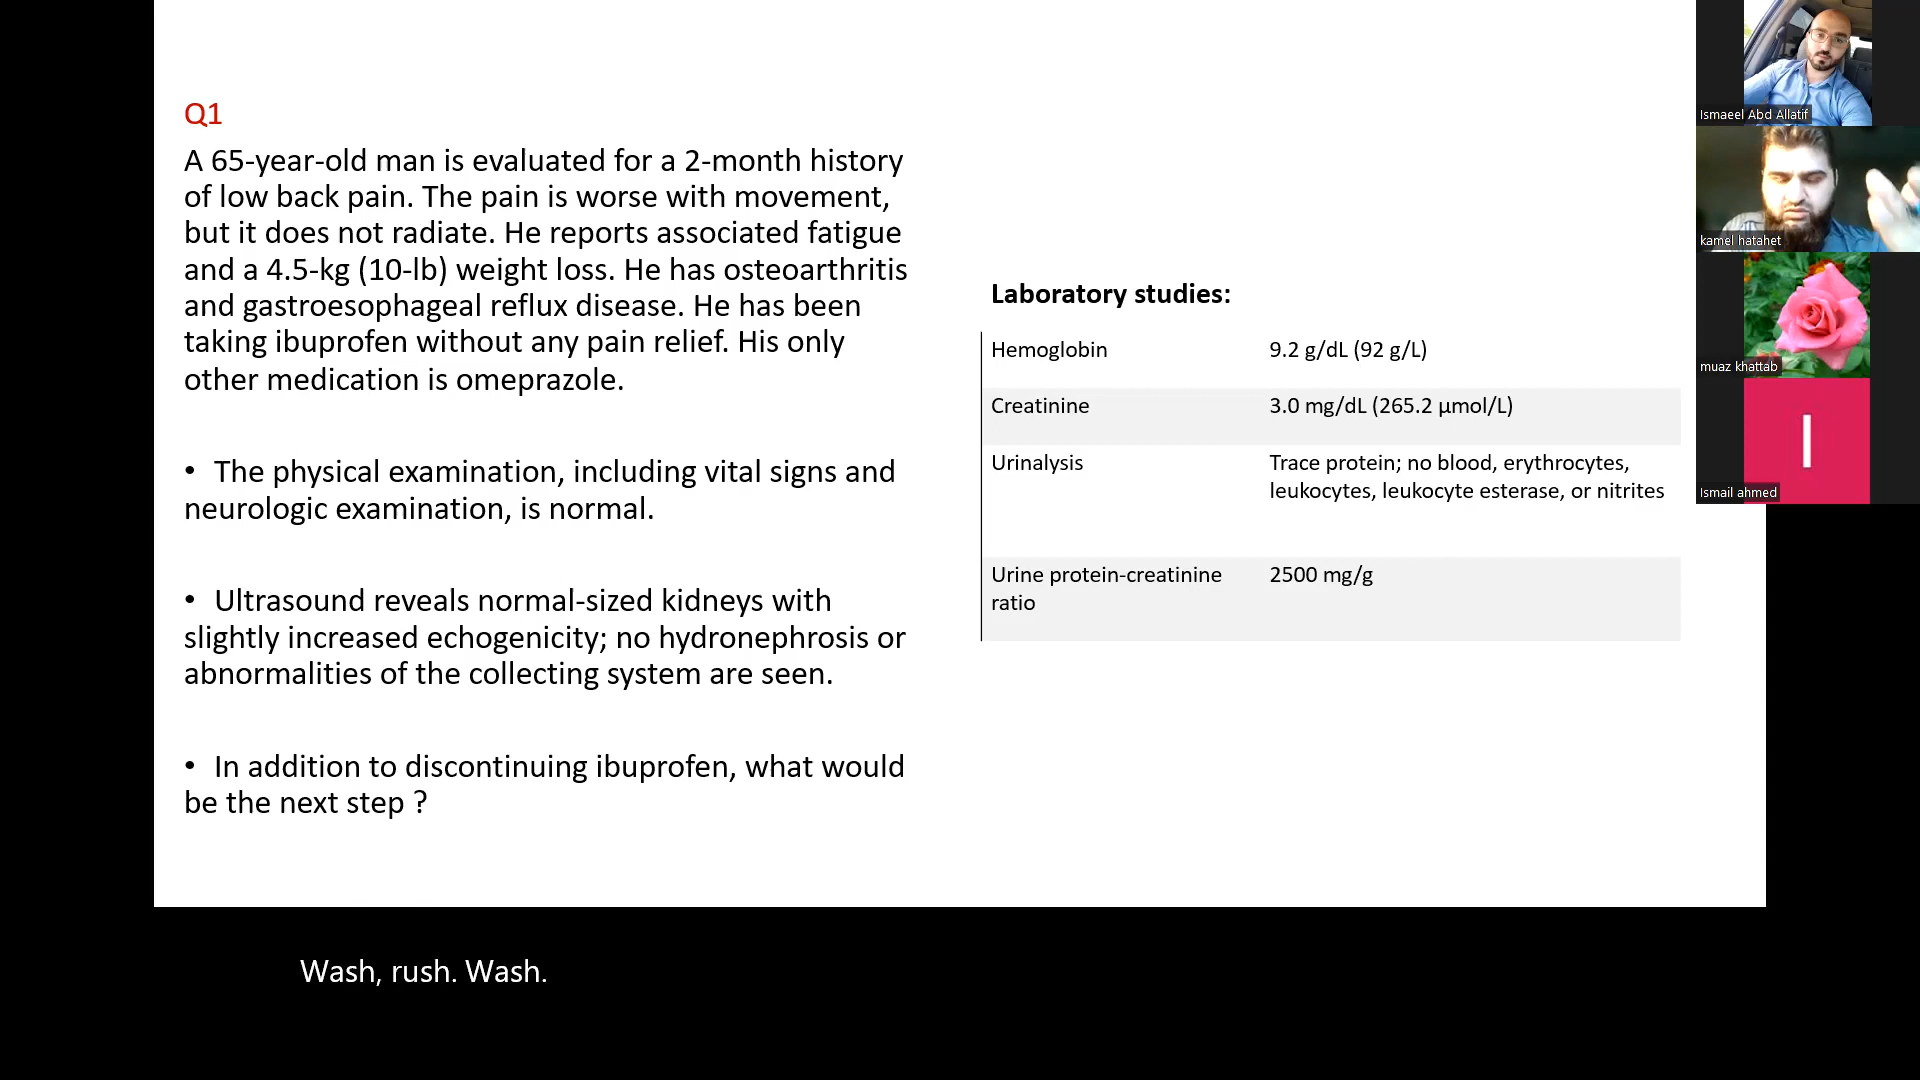 Q1
A 65-year-old man is evaluated for a 2-month history
of low back pain. The pain is worse with movement,
but it does not radiate. He reports associated fatigue
and a 4.5-kg (10-lb) weight loss. He has osteoarthritis
and gastroesophageal reflux disease. He has been
taking ibuprofen without any pain relief. His only
other medication is omeprazole.
• The physical examination, including vital signs and
neurologic examination, is normal.
• Ultrasound reveals normal-sized kidneys with
slightly increased echogenicity; no hydronephrosis or
abnormalities of the collecting system are seen.
• In addition to discontinuing ibuprofen, what would
be the next step ?
Laboratory studies:
Hemoglobin 9.2 g/dL (92 g/L)
Creatinine 3.0 mg/dL (265.2 µmol/L)
Urinalysis Trace protein; no blood, erythrocytes,
leukocytes, leukocyte esterase, or nitrites
Urine protein-creatinine 2500 mg/g
ratio
Ismaeel Abd Allatif
kamel hatahet
muaz khattab
I
Ismail ahmed
Wash, rush. Wash.